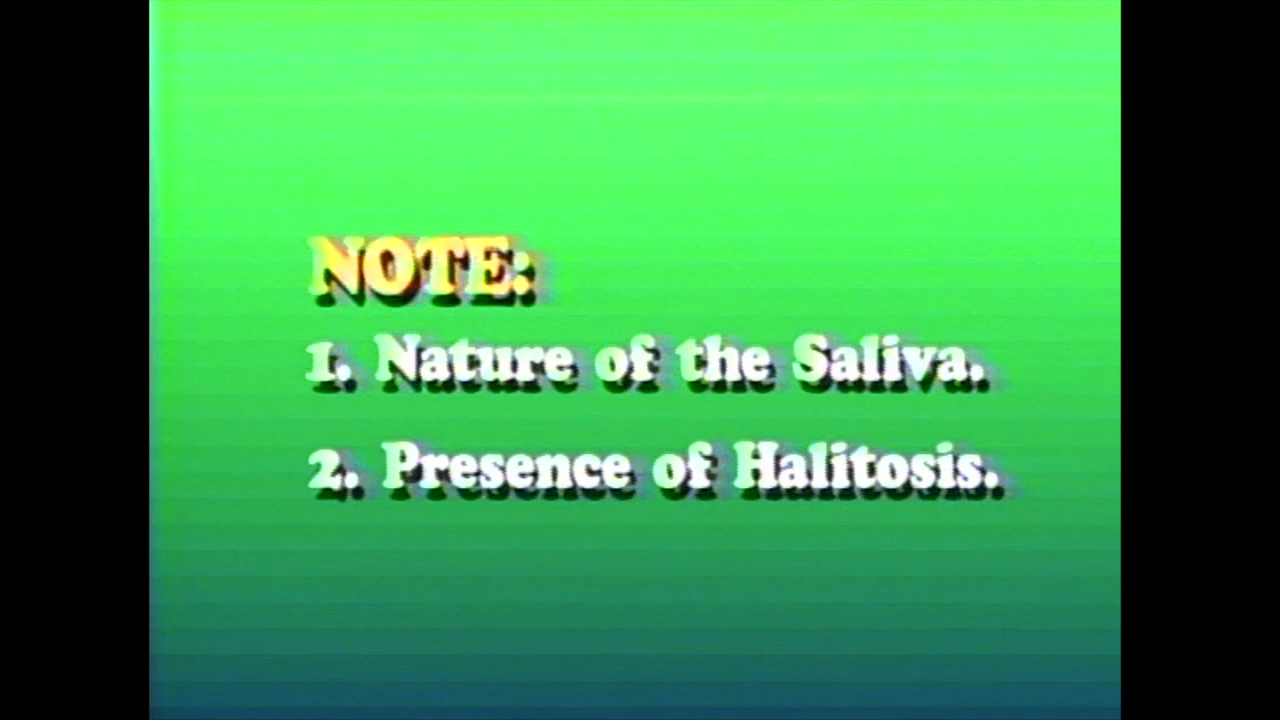 NOTE:
1. Nature of the Saliva.
2. Presence of Halitosis.